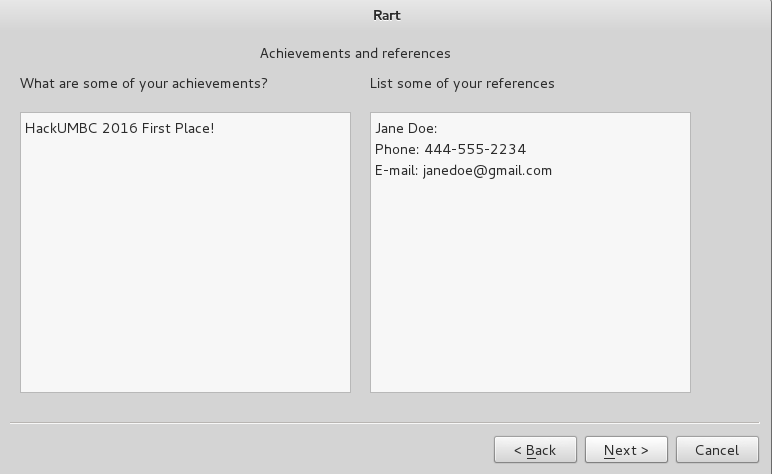 Rart
Achievements and references
What are some of your achievements?
HackUMBC 2016 First Place!
List some of your references
Jane Doe:
Phone: 444-555-2234
E-mail: janedoe@gmail.com
< Back
Next >
Cancel